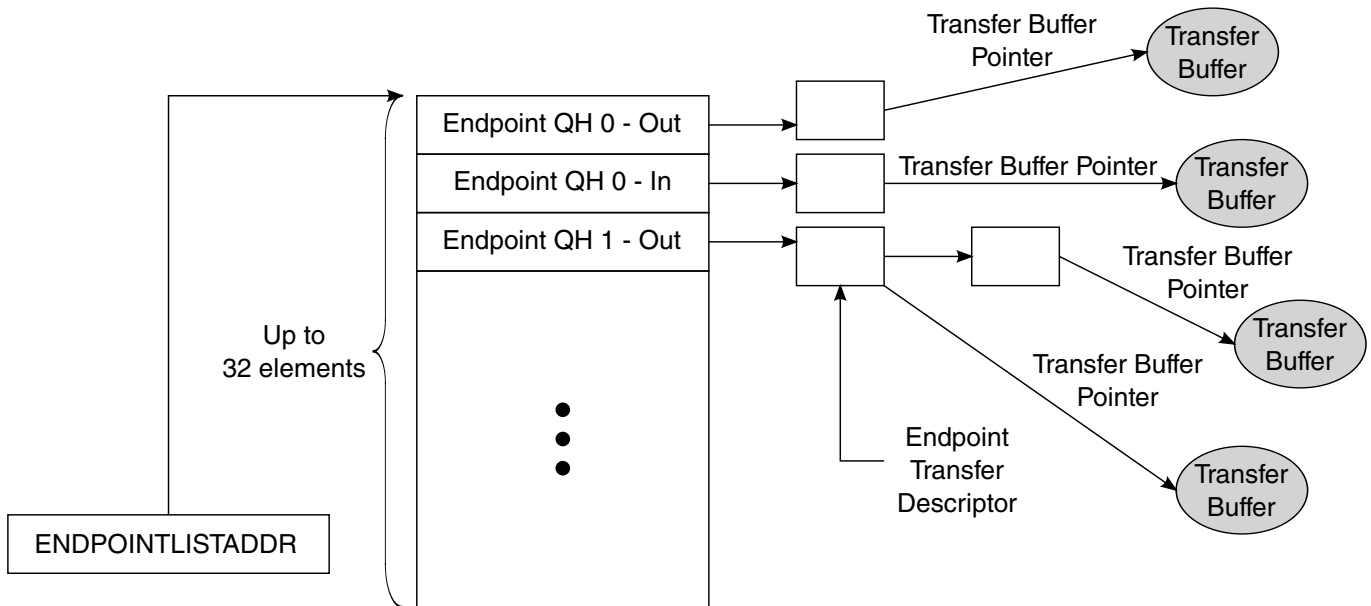 Transfer Buffer
Pointer
Transfer
Buffer
Endpoint QH 0 - Out
Endpoint QH 0 - In
Transfer Buffer Pointer
Transfer
Buffer
Endpoint QH 1 - Out
Transfer Buffer
Pointer
Transfer
Buffer
Up to
32 elements
Transfer Buffer
Pointer
Endpoint
Transfer
Descriptor
Transfer
Buffer
ENDPOINTLISTADDR